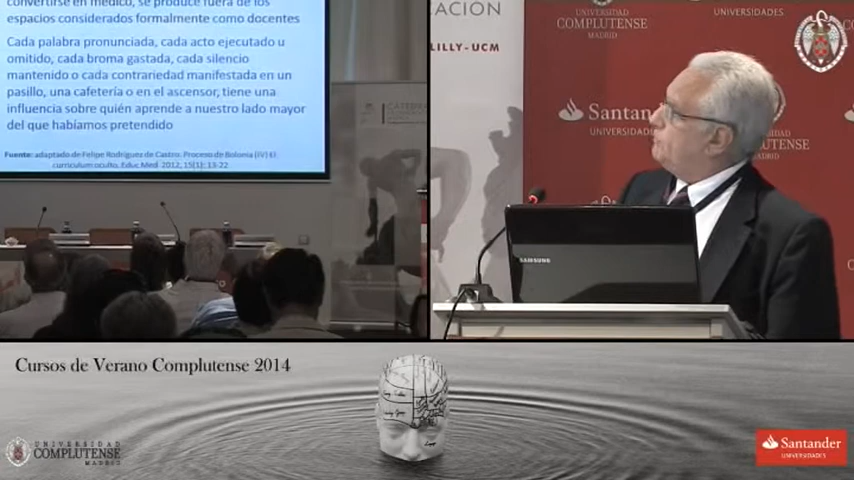 convertirse en médico, se produce fuera de los
espacios considerados formalmente como docentes
Cada palabra pronunciada, cada acto ejecutado u
omitido, cada broma gastada, cada silencio
mantenido o cada contrariedad manifestada en un
pasillo, una cafetería o en el ascensor, tiene una
influencia sobre quién aprende a nuestro lado mayor
del que habíamos pretendido
Fuente: adaptado de Felipe Rodríguez de Castro. Proceso de Bolonia (IV): El
currículum oculto. Educ Med 2012; 15(1): 13-22
CÁTEDRA
CACIÓN
LILLY-UCM
UNIVERSIDAD
COMPLUTENSE
MADRID
UNIVERSIDADES
Santander
UNIVERSIDADES
UTENSE
MADRID
SAMSUNG
Cursos de Verano Complutense 2014
UNIVERSIDAD
COMPLUTENSE
MADRID
Santander
UNIVERSIDADES